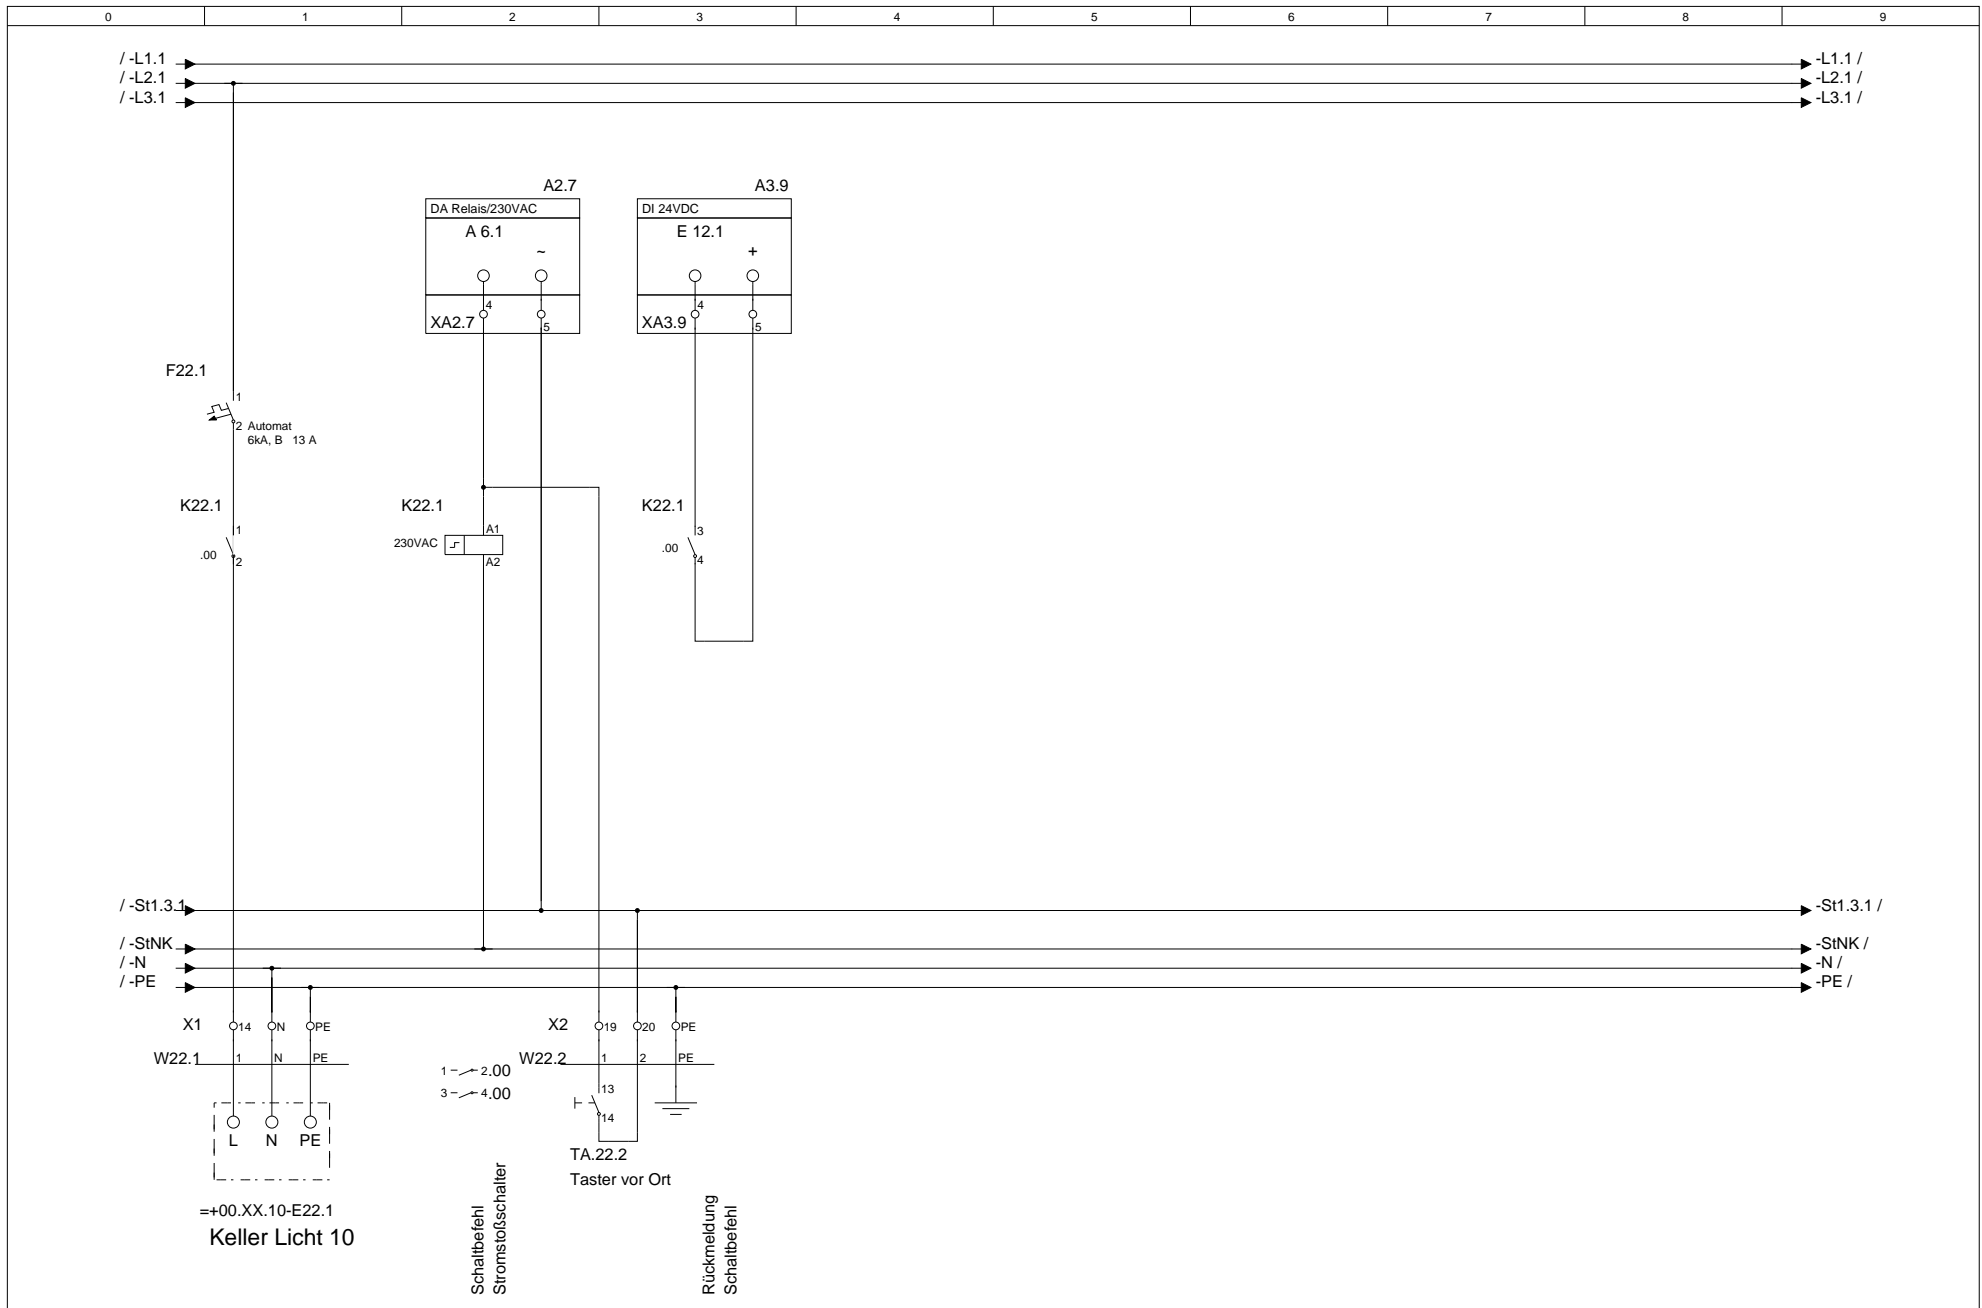 0 1 2 3 4 5 6 7 8 9
/ -L1.1 -L1.1 /
/ -L2.1 -L2.1 /
/ -L3.1 -L3.1 /
A2.7 A3.9
DA Relais/230VAC DI 24VDC
A 6.1 E 12.1
~ +
4 4
XA2.7 XA3.9
5 5
F22.1
1
2 Automat
6kA, B 13 A
K22.1 K22.1 K22.1
1 A1 3
230VAC
.00 .00
2 A2 4
/ -St1.3.1 -St1.3.1 /
/ -StNK -StNK /
/ -N -N /
/ -PE -PE /
X1 14 N PE X2 19 20 PE
W22.1 1 N PE W22.2 1 2 PE
1 2.00
3 4.00
13
14
L N PE
TA.22.2
Taster vor Ort
=+00.XX.10-E22.1
Keller Licht 10
Schaltbefehl
Stromstoßschalter
Rückmeldung
Schaltbefehl